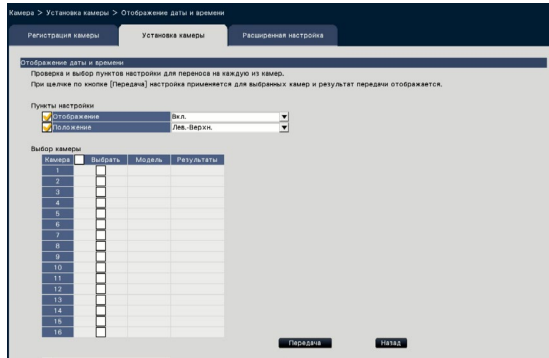 Камера > Установка камеры > Отображение даты и времени
Регистрация камеры Установка камеры Расширенная настройка
Отображение даты и времени
Проверка и выбор пунктов настройки для переноса на каждую из камер.
При щелчке по кнопке [Передача] настройка применяется для выбранных камер и результат передачи отображается.
Пункты настройки
Отображение Вкл.
Положение Лев.-Верхн.
Выбор камеры
Камера Выбрать Модель Результаты
1
2
3
4
5
6
7
8
9
10
11
12
13
14
15
16
Передача Назад